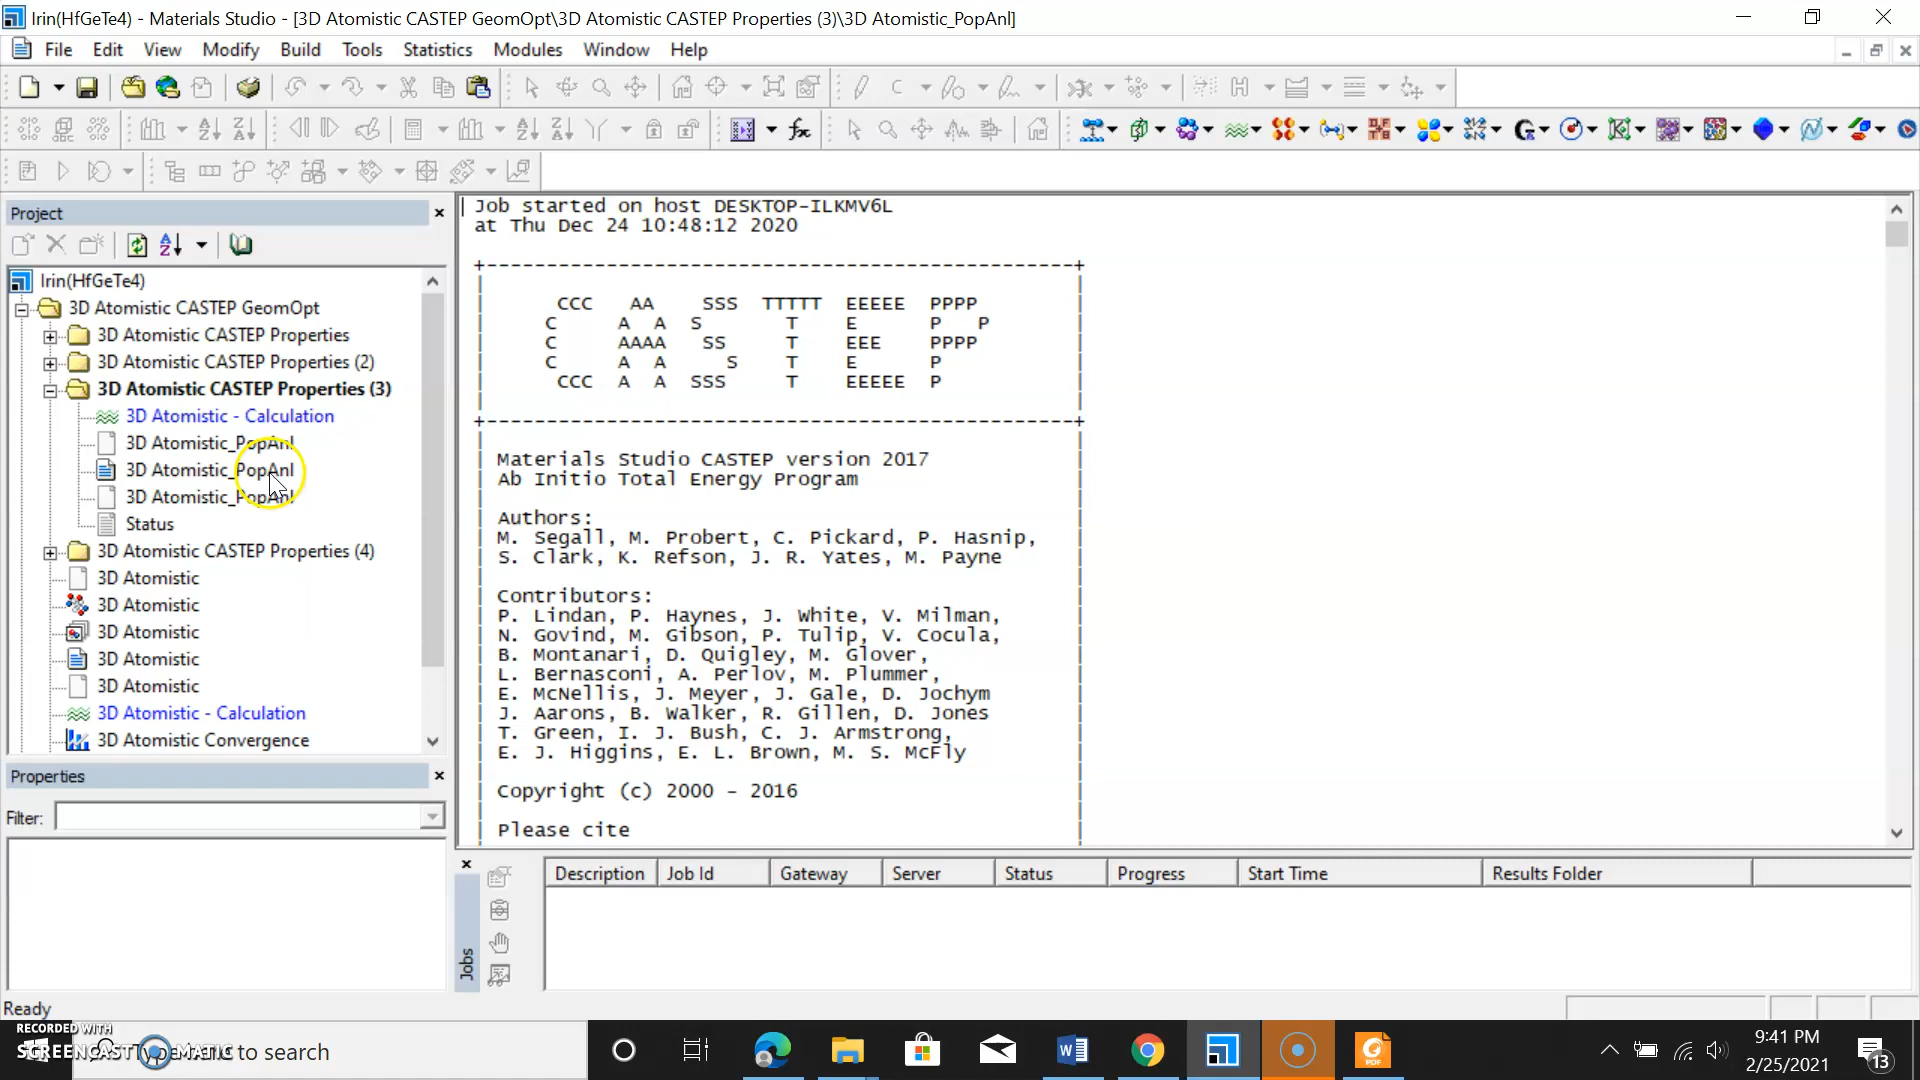 Irin(HfGeTe4) - Materials Studio - [3D Atomistic CASTEP GeomOpt\3D Atomistic CASTEP Properties (3)\3D Atomistic_PopAnl]
File Edit View Modify Build Tools Statistics Modules Window Help
Project
Irin(HfGeTe4)
3D Atomistic CASTEP GeomOpt
3D Atomistic CASTEP Properties
3D Atomistic CASTEP Properties (2)
3D Atomistic CASTEP Properties (3)
3D Atomistic - Calculation
3D Atomistic_PopAnl
3D Atomistic_PopAnl
3D Atomistic_PopAnl
Status
3D Atomistic CASTEP Properties (4)
3D Atomistic
3D Atomistic
3D Atomistic
3D Atomistic
3D Atomistic
3D Atomistic - Calculation
3D Atomistic Convergence
Properties
Filter:
Job started on host DESKTOP-ILKMV6L
at Thu Dec 24 10:48:12 2020
+--------------------------------------------------+
CCC AA SSS TTTTT EEEEE PPPP
C A A S T E P P
C AAAA SS T EEE PPPP
C A A S T E P
CCC A A SSS T EEEEE P
+--------------------------------------------------+
Materials Studio CASTEP version 2017
Ab Initio Total Energy Program
Authors:
M. Segall, M. Probert, C. Pickard, P. Hasnip,
S. Clark, K. Refson, J. R. Yates, M. Payne
Contributors:
P. Lindan, P. Haynes, J. White, V. Milman,
N. Govind, M. Gibson, P. Tulip, V. Cocula,
B. Montanari, D. Quigley, M. Glover,
L. Bernasconi, A. Perlov, M. Plummer,
E. McNellis, J. Meyer, J. Gale, D. Jochym
J. Aarons, B. Walker, R. Gillen, D. Jones
T. Green, I. J. Bush, C. J. Armstrong,
E. J. Higgins, E. L. Brown, M. S. McFly
Copyright (c) 2000 - 2016
Please cite
Jobs
Description Job Id Gateway Server Status Progress Start Time Results Folder
Ready
RECORDED WITH
SCREENCAST MATIC
Type here to search
9:41 PM
2/25/2021
13